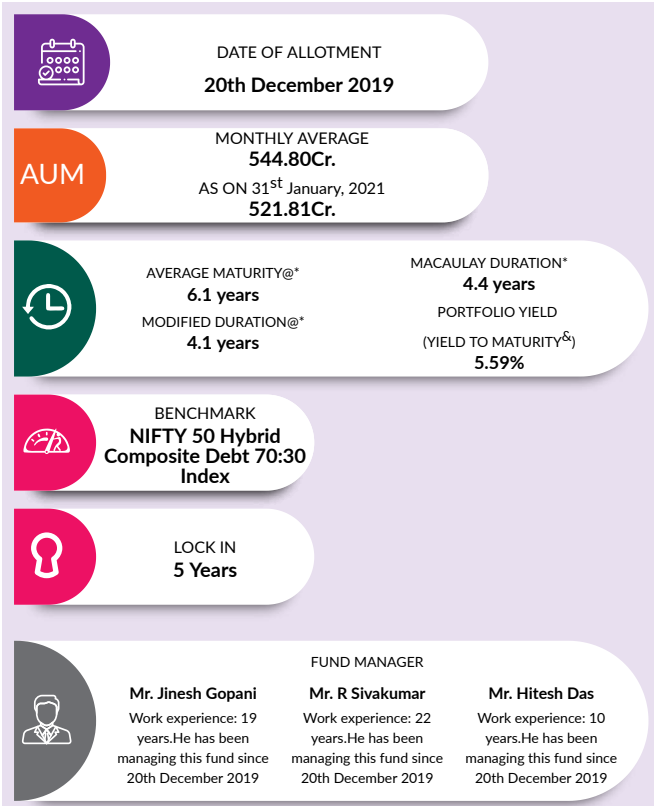 DATE OF ALLOTMENT
20th December 2019
AUM
MONTHLY AVERAGE
544.80Cr.
AS ON 31st January, 2021
521.81Cr.
AVERAGE MATURITY@*
6.1 years
MODIFIED DURATION@*
4.1 years
MACAULAY DURATION*
4.4 years
PORTFOLIO YIELD
(YIELD TO MATURITY&)
5.59%
BENCHMARK
NIFTY 50 Hybrid
Composite Debt 70:30
Index
LOCK IN
5 Years
FUND MANAGER
Mr. Jinesh Gopani
Work experience: 19
years.He has been
managing this fund since
20th December 2019
Mr. R Sivakumar
Work experience: 22
years.He has been
managing this fund since
20th December 2019
Mr. Hitesh Das
Work experience: 10
years.He has been
managing this fund since
20th December 2019